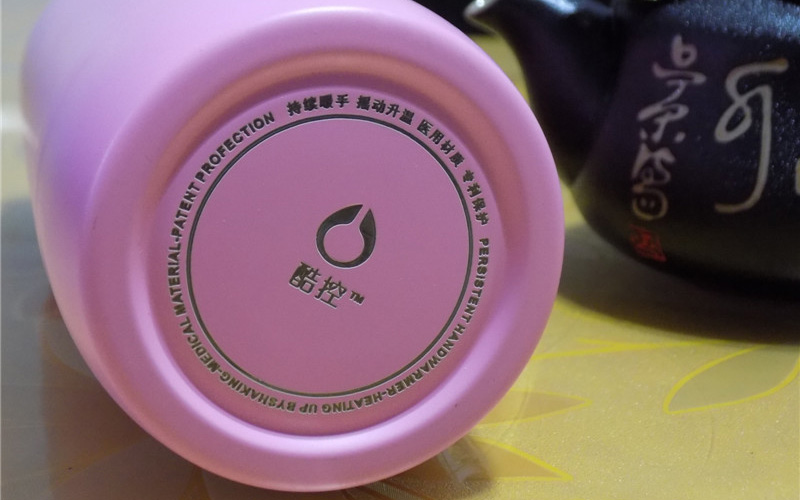 持续暖手 摇动升温 医用材质 专利保护
PERSISTENT HANDWARMER-HEATING UP BYSHAKING-MEDICAL MATERIAL-PATENT PROFECTION
酷控™